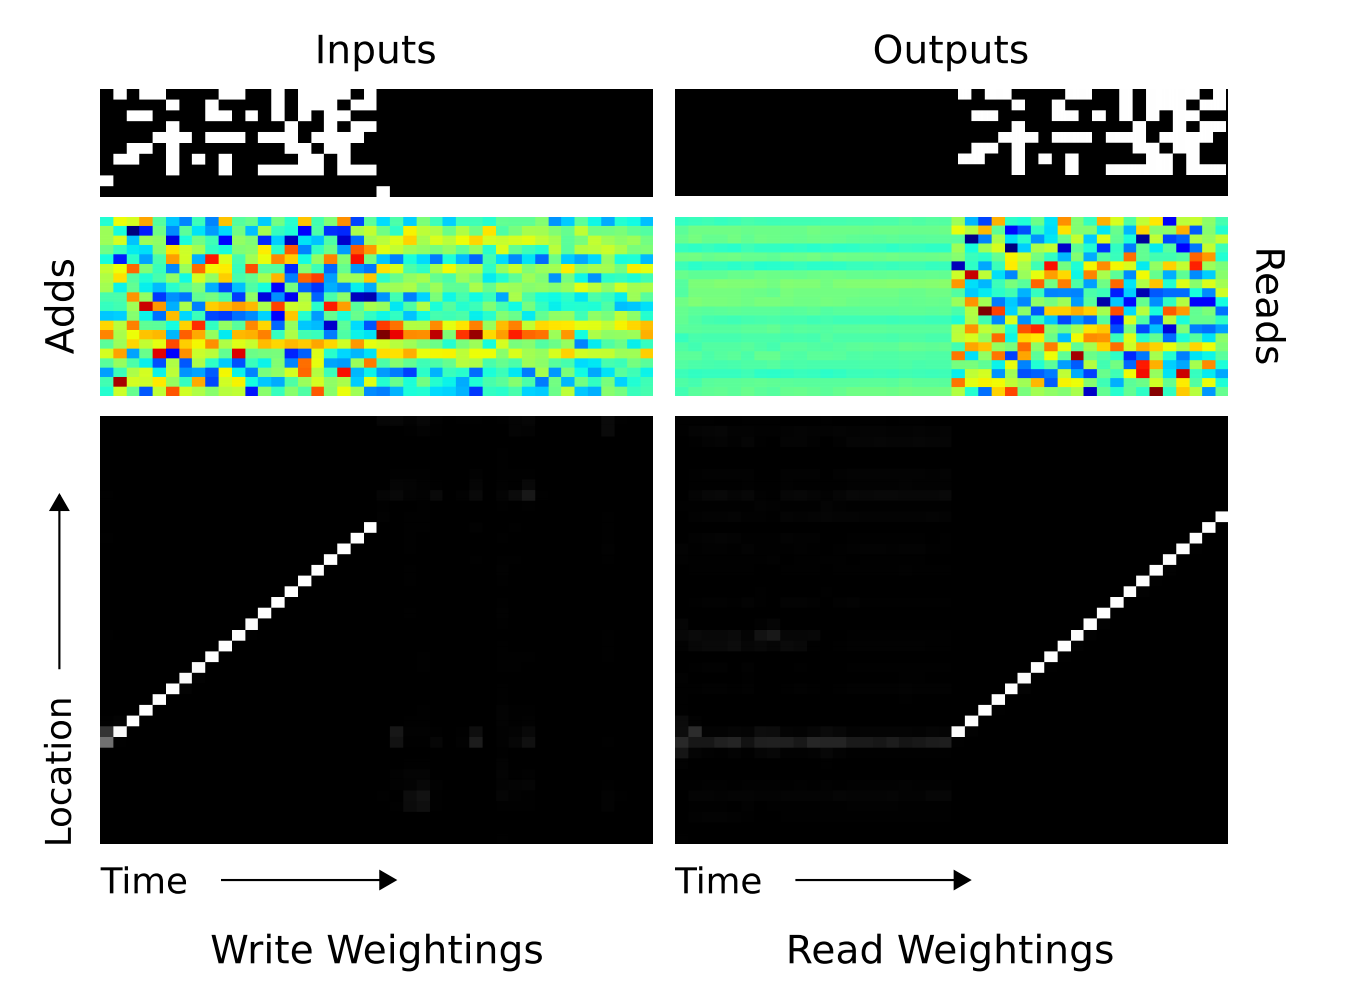 Inputs
Outputs
Adds
Reads
Location
Time
Time
Write Weightings
Read Weightings